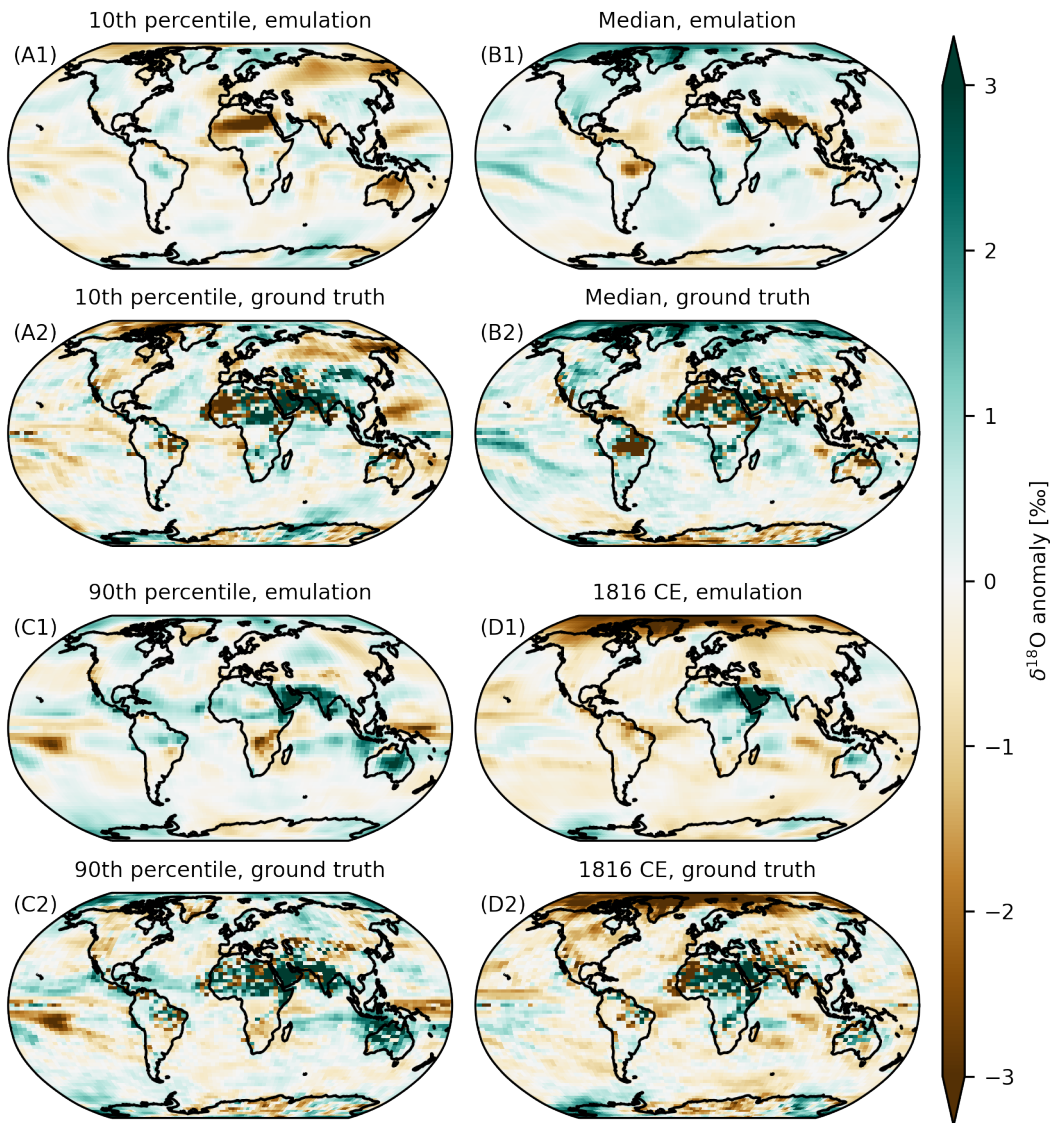 10th percentile, emulation
Median, emulation
(A1)
(B1)
10th percentile, ground truth
Median, ground truth
(A2)
(B2)
90th percentile, emulation
1816 CE, emulation
(C1)
(D1)
90th percentile, ground truth
1816 CE, ground truth
(C2)
(D2)
3
2
1
0
−1
−2
−3
δ¹⁸O anomaly [‰]